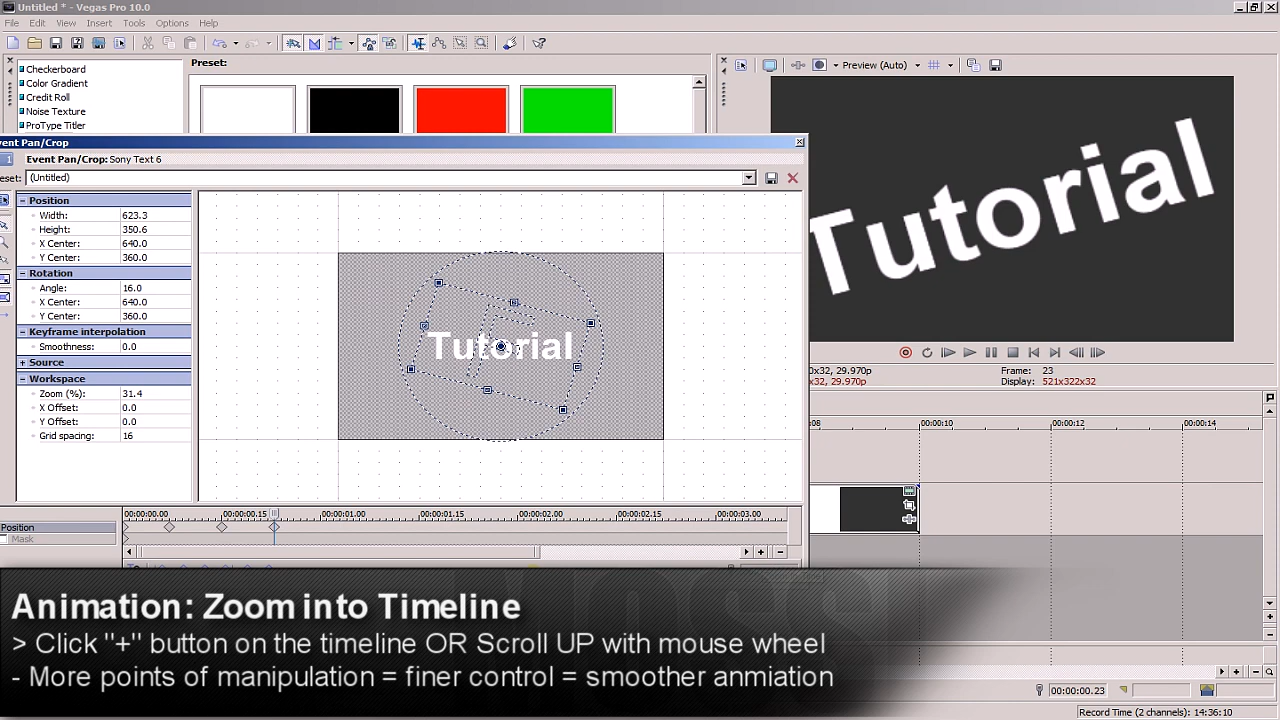 Untitled * - Vegas Pro 10.0
File Edit View Insert Tools Options Help
Checkerboard
Color Gradient
Credit Roll
Noise Texture
ProType Titler
Preset:
Preview (Auto)
Tutorial
Event Pan/Crop
1 Event Pan/Crop: Sony Text 6
(Untitled)
Position
Width: 623.3
Height: 350.6
X Center: 640.0
Y Center: 360.0
Rotation
Angle: 16.0
X Center: 640.0
Y Center: 360.0
Keyframe interpolation
Smoothness: 0.0
Source
Workspace
Zoom (%): 31.4
X Offset: 0.0
Y Offset: 0.0
Grid spacing: 16
Tutorial
Frame: 23
Display: 521x322x32
0x32, 29.970p
x32, 29.970p
00:00:10 00:00:12 00:00:14
00:00:00.00 00:00:00.15 00:00:01.00 00:00:01.15 00:00:02.00 00:00:02.15 00:00:03.00
Position
Mask
Animation: Zoom into Timeline
> Click "+" button on the timeline OR Scroll UP with mouse wheel
- More points of manipulation = finer control = smoother anmiation
00:00:00.23
Record Time (2 channels): 14:36:10